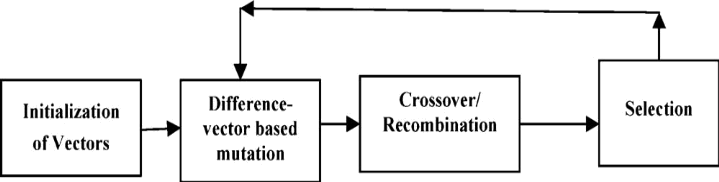 Initialization
of Vectors
Difference-
vector based
mutation
Crossover/
Recombination
Selection